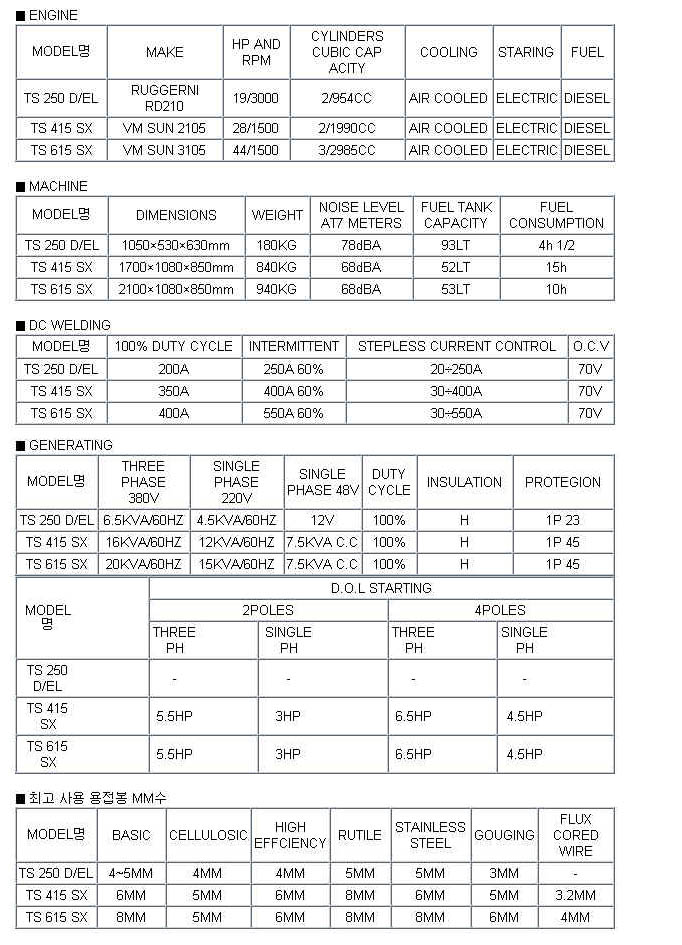 ■ ENGINE
MODEL명 MAKE HP AND RPM CYLINDERS CUBIC CAP ACITY COOLING STARING FUEL
TS 250 D/EL RUGGERNI RD210 19/3000 2/954CC AIR COOLED ELECTRIC DIESEL
TS 415 SX VM SUN 2105 28/1500 2/1990CC AIR COOLED ELECTRIC DIESEL
TS 615 SX VM SUN 3105 44/1500 3/2985CC AIR COOLED ELECTRIC DIESEL
■ MACHINE
MODEL명 DIMENSIONS WEIGHT NOISE LEVEL AT7 METERS FUEL TANK CAPACITY FUEL CONSUMPTION
TS 250 D/EL 1050×530×630mm 180KG 78dBA 93LT 4h 1/2
TS 415 SX 1700×1080×850mm 840KG 68dBA 52LT 15h
TS 615 SX 2100×1080×850mm 940KG 68dBA 53LT 10h
■ DC WELDING
MODEL명 100% DUTY CYCLE INTERMITTENT STEPLESS CURRENT CONTROL O.C.V
TS 250 D/EL 200A 250A 60% 20÷250A 70V
TS 415 SX 350A 400A 60% 30÷400A 70V
TS 615 SX 400A 550A 60% 30÷550A 70V
■ GENERATING
MODEL명 THREE PHASE 380V SINGLE PHASE 220V SINGLE PHASE 48V DUTY CYCLE INSULATION PROTEGION
TS 250 D/EL 6.5KVA/60HZ 4.5KVA/60HZ 12V 100% H 1P 23
TS 415 SX 16KVA/60HZ 12KVA/60HZ 7.5KVA C.C 100% H 1P 45
TS 615 SX 20KVA/60HZ 15KVA/60HZ 7.5KVA C.C 100% H 1P 45
MODEL명 D.O.L STARTING
2POLES 4POLES
THREE PH SINGLE PH THREE PH SINGLE PH
TS 250 D/EL - - - -
TS 415 SX 5.5HP 3HP 6.5HP 4.5HP
TS 615 SX 5.5HP 3HP 6.5HP 4.5HP
■ 최고 사용 용접봉 MM수
MODEL명 BASIC CELLULOSIC HIGH EFFCIENCY RUTILE STAINLESS STEEL GOUGING FLUX CORED WIRE
TS 250 D/EL 4~5MM 4MM 4MM 5MM 5MM 3MM -
TS 415 SX 6MM 5MM 6MM 8MM 6MM 5MM 3.2MM
TS 615 SX 8MM 5MM 6MM 8MM 8MM 6MM 4MM